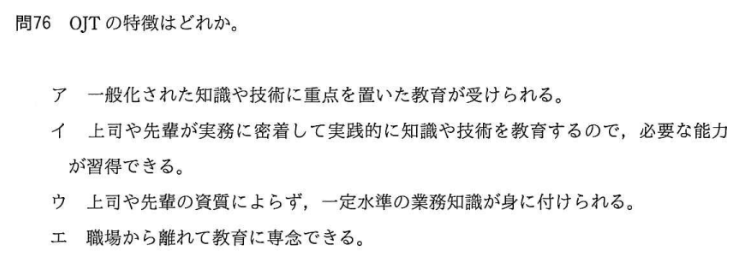 問76 OJT の特徴はどれか。
ア 一般化された知識や技術に重点を置いた教育が受けられる。
イ 上司や先輩が実務に密着して実践的に知識や技術を教育するので，必要な能力
が習得できる。
ウ 上司や先輩の資質によらず，一定水準の業務知識が身に付けられる。
エ 職場から離れて教育に専念できる。